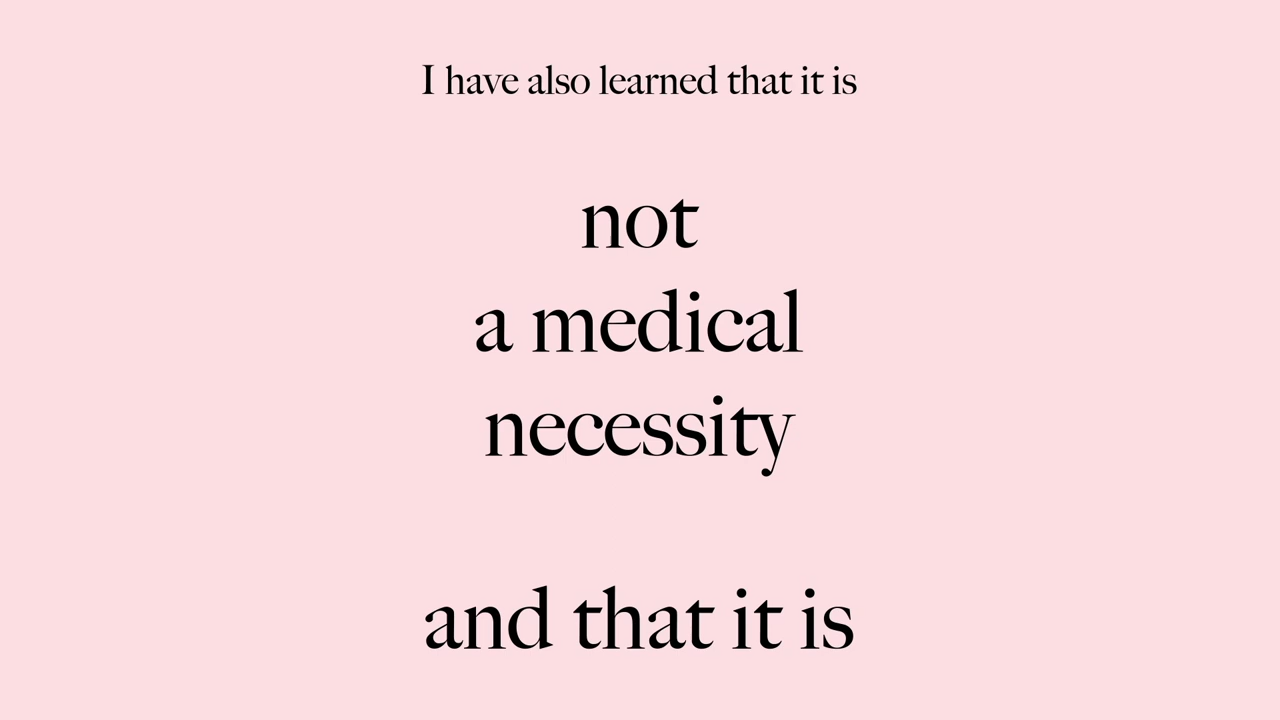 I have also learned that it is
not
a medical
necessity
and that it is